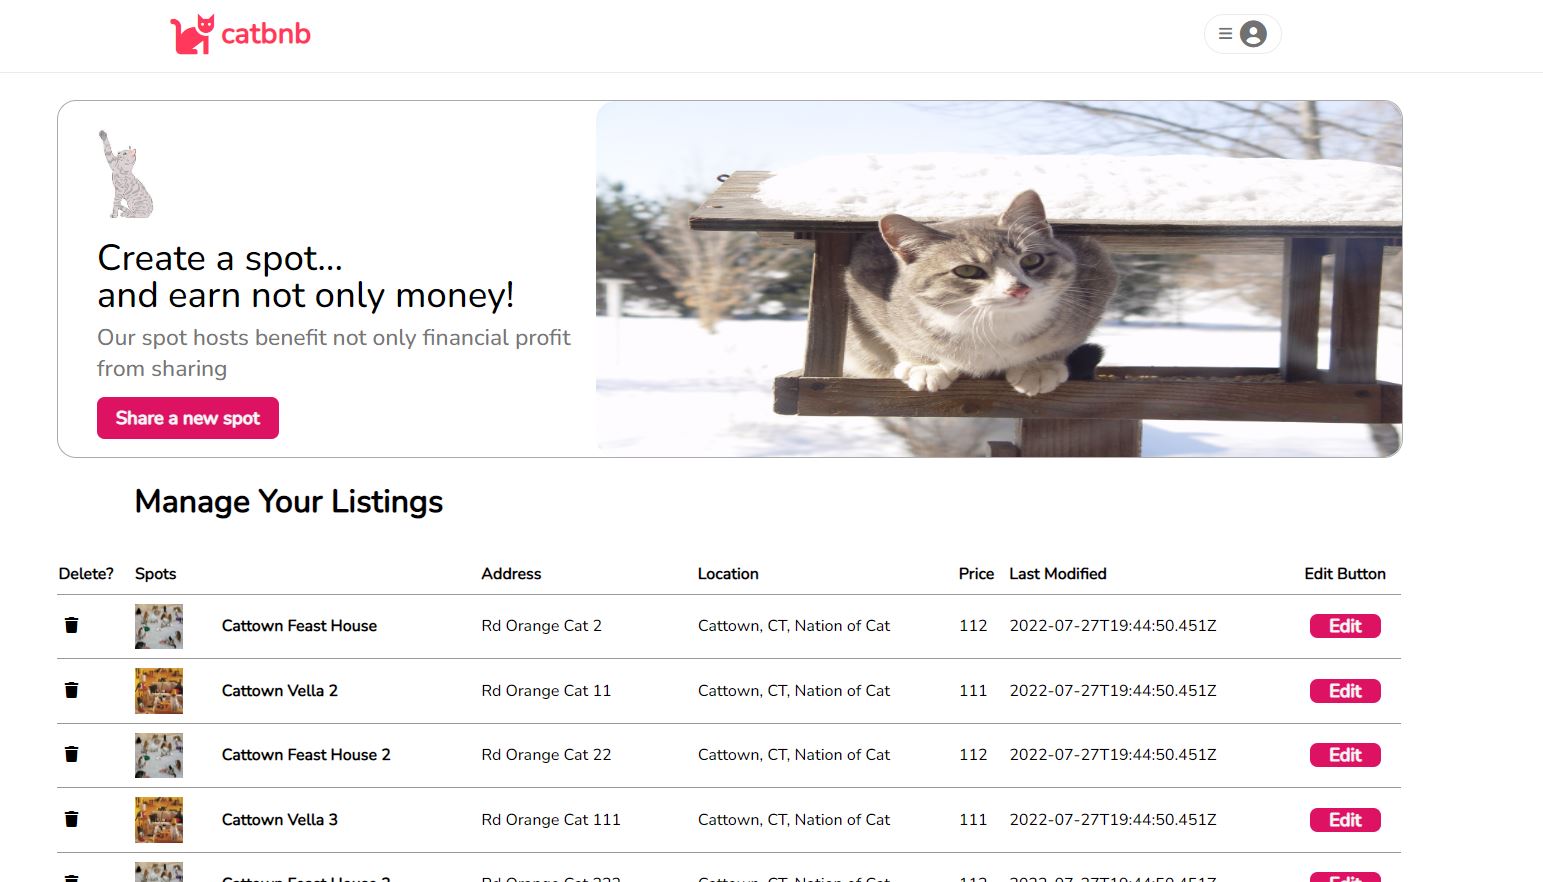 catbnb
Create a spot...
and earn not only money!
Our spot hosts benefit not only financial profit
from sharing
Share a new spot
Manage Your Listings
Delete? Spots Address Location Price Last Modified Edit Button
Cattown Feast House Rd Orange Cat 2 Cattown, CT, Nation of Cat 112 2022-07-27T19:44:50.451Z Edit
Cattown Vella 2 Rd Orange Cat 11 Cattown, CT, Nation of Cat 111 2022-07-27T19:44:50.451Z Edit
Cattown Feast House 2 Rd Orange Cat 22 Cattown, CT, Nation of Cat 112 2022-07-27T19:44:50.451Z Edit
Cattown Vella 3 Rd Orange Cat 111 Cattown, CT, Nation of Cat 111 2022-07-27T19:44:50.451Z Edit